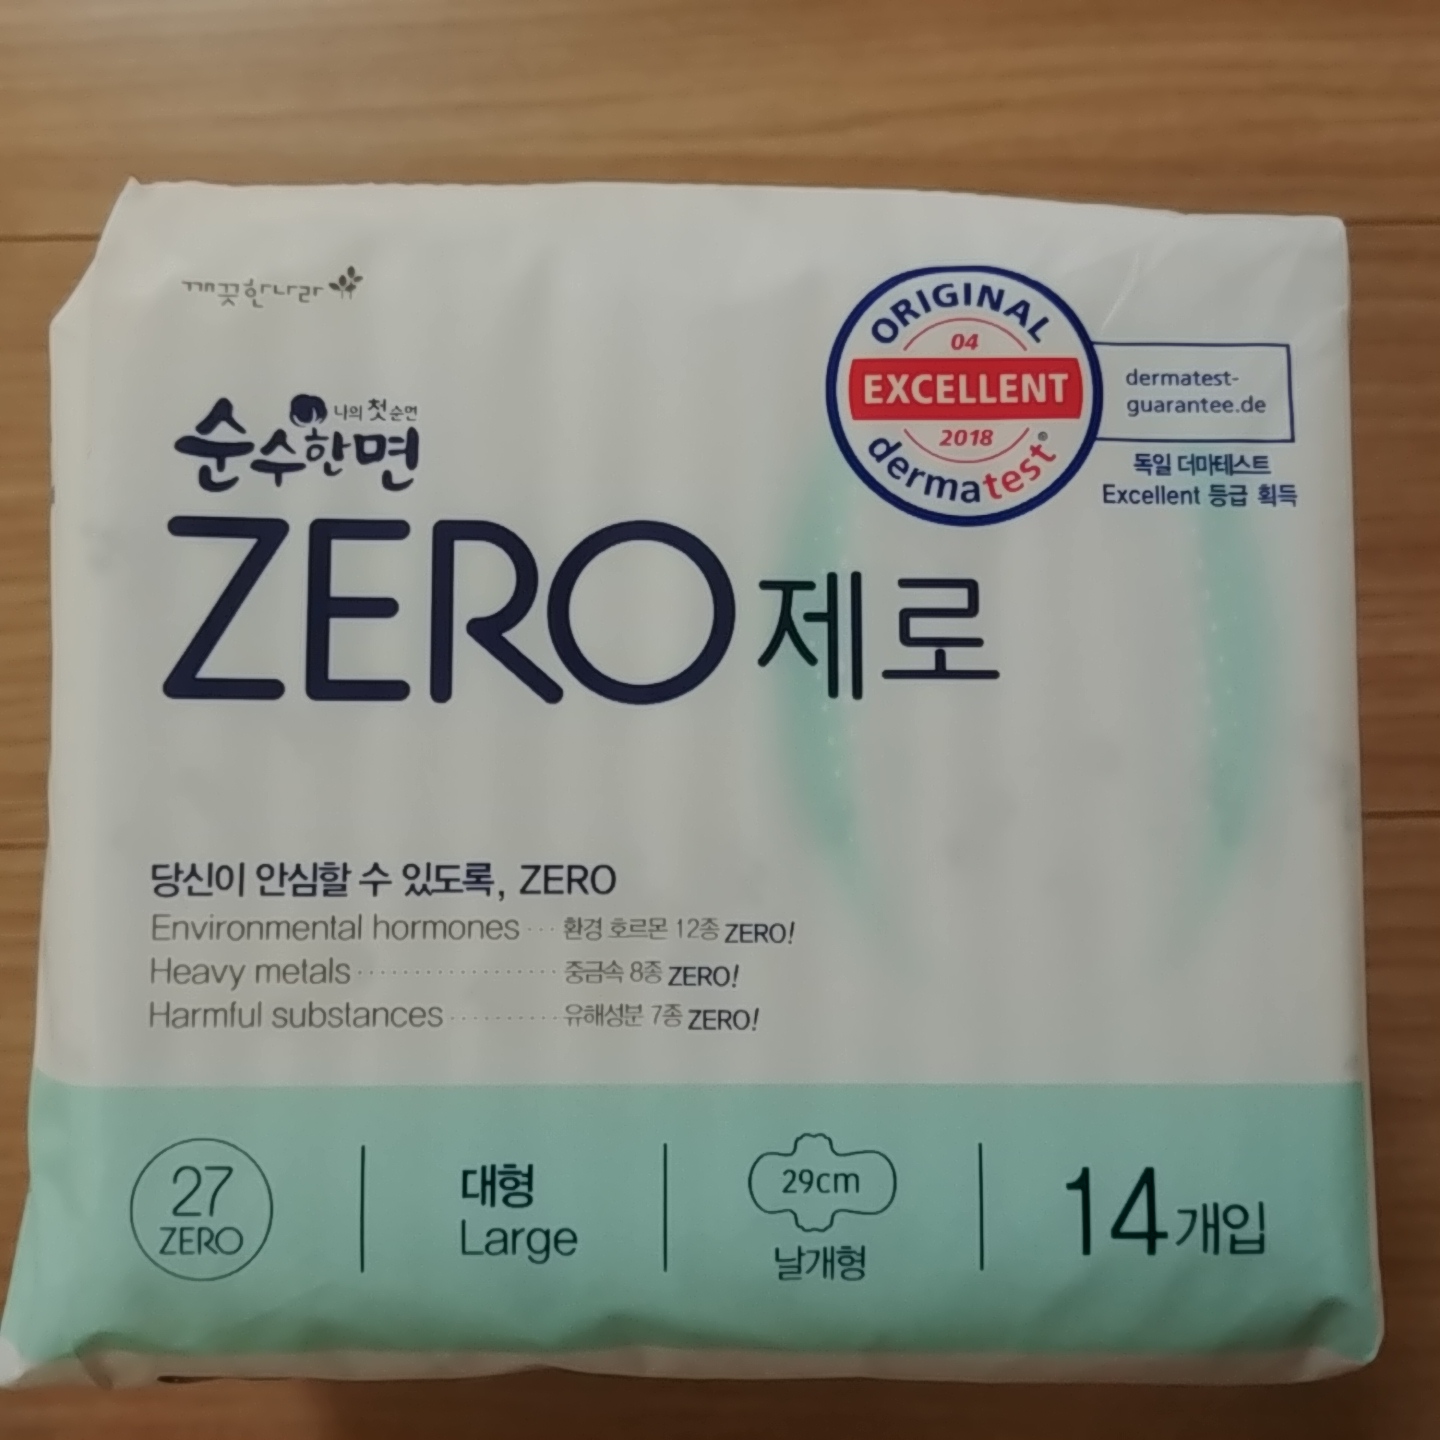 깨끗한나라
나의 첫 순면
순수한면
ZERO 제로
ORIGINAL
04
EXCELLENT
2018
dermatest®
dermatest-
guarantee.de
독일 더마테스트
Excellent 등급 획득
당신이 안심할 수 있도록, ZERO
Environmental hormones ··· 환경 호르몬 12종 ZERO!
Heavy metals ·················· 중금속 8종 ZERO!
Harmful substances ·········· 유해성분 7종 ZERO!
27
ZERO
대형
Large
29cm
날개형
14개입